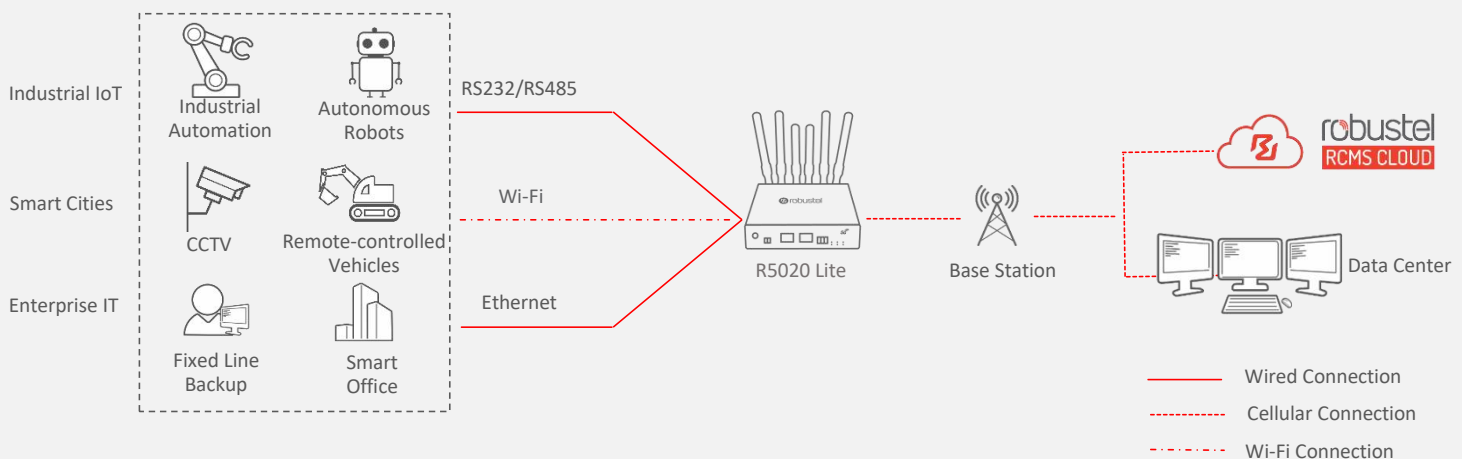 Industrial IoT
Industrial
Automation
Autonomous
Robots
RS232/RS485
Smart Cities
CCTV
Remote-controlled
Vehicles
Wi-Fi
Enterprise IT
Fixed Line
Backup
Smart
Office
Ethernet
robustel
R5020 Lite
Base Station
robustel
RCMS CLOUD
Data Center
Wired Connection
Cellular Connection
Wi-Fi Connection